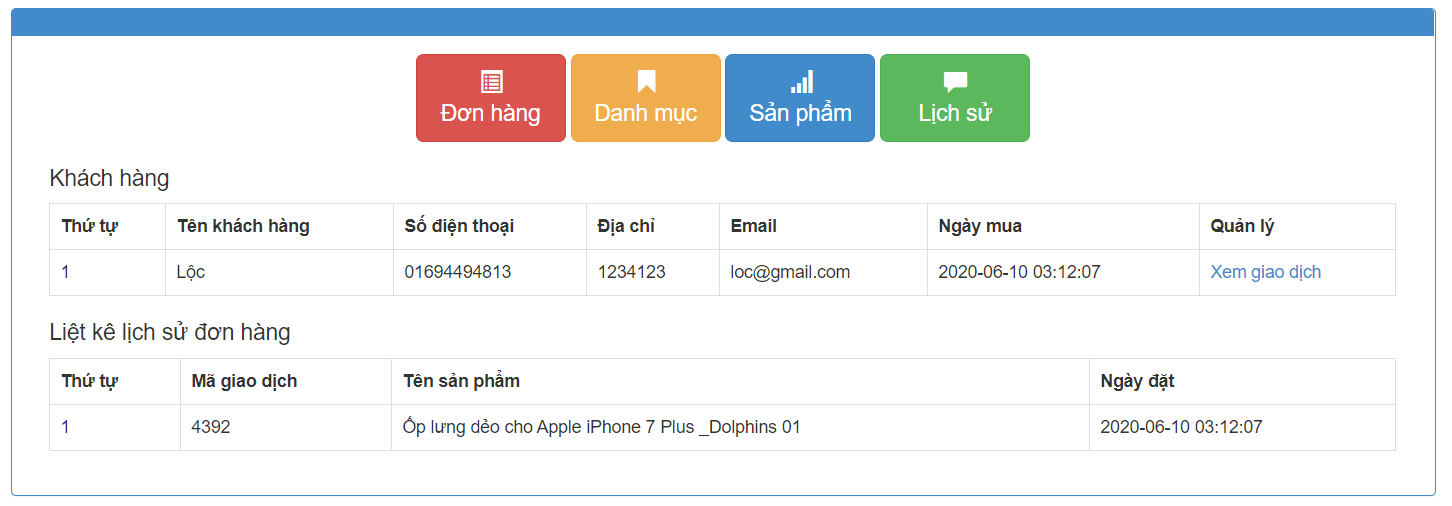 Đơn hàng Danh mục Sản phẩm Lịch sử
Khách hàng
Thứ tự Tên khách hàng Số điện thoại Địa chỉ Email Ngày mua Quản lý
1 Lộc 01694494813 1234123 loc@gmail.com 2020-06-10 03:12:07 Xem giao dịch
Liệt kê lịch sử đơn hàng
Thứ tự Mã giao dịch Tên sản phẩm Ngày đặt
1 4392 Ốp lưng dẻo cho Apple iPhone 7 Plus _Dolphins 01 2020-06-10 03:12:07